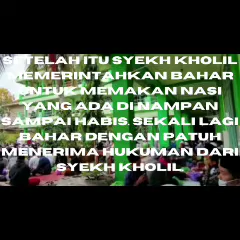 SETELAH ITU SYEKH KHOLIL
MEMERINTAHKAN BAHAR
UNTUK MEMAKAN NASI
YANG ADA DI NAMPAN
SAMPAI HABIS. SEKALI LAGI
BAHAR DENGAN PATUH
MENERIMA HUKUMAN DARI
SYEKH KHOLIL.